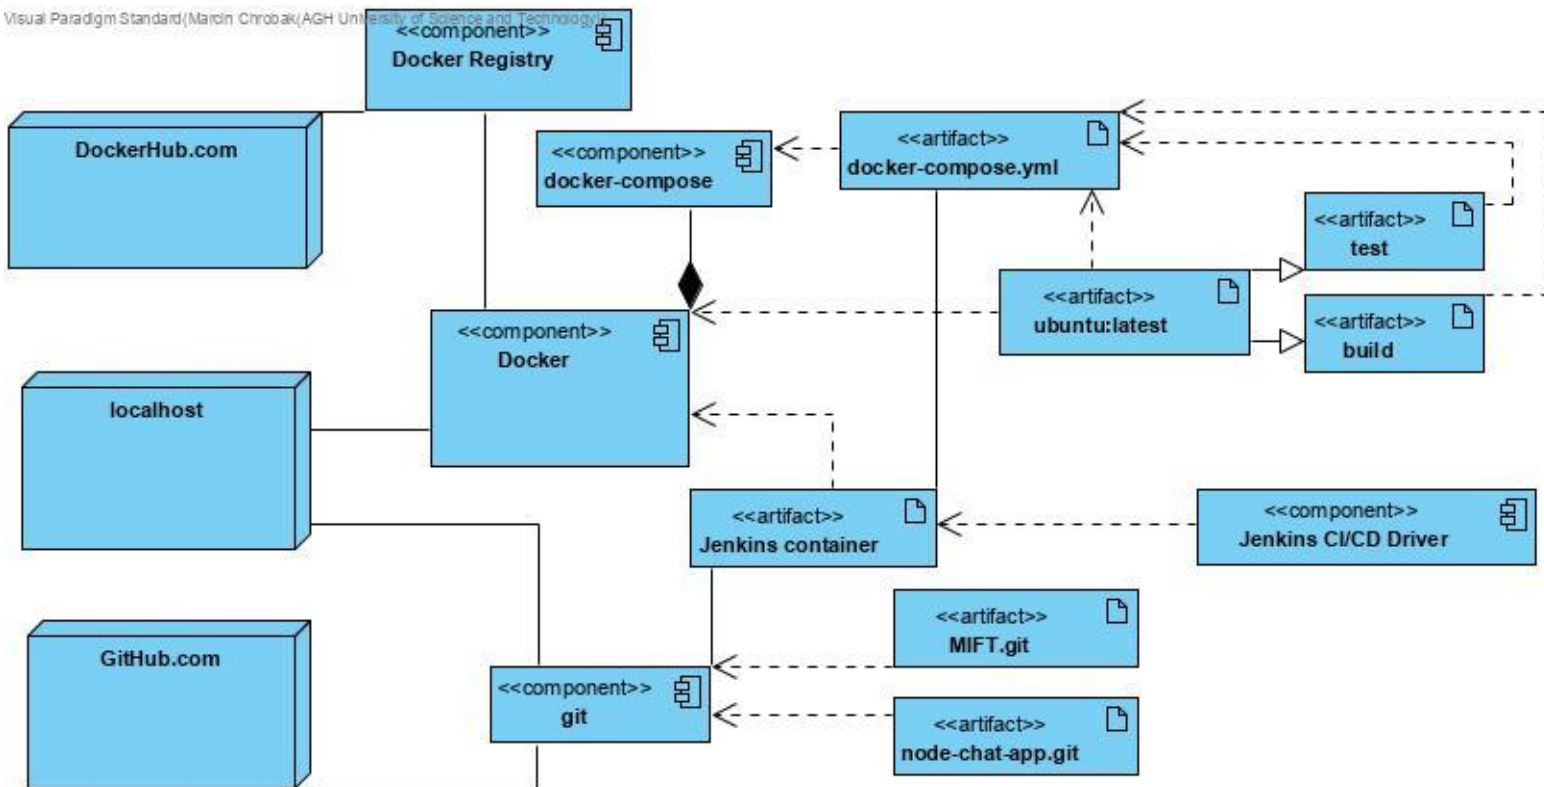 Visual Paradigm Standard(Marcin Chrobak(AGH University of Science and Technology))
<<component>>
Docker Registry
DockerHub.com
<<component>>
docker-compose
<<artifact>>
docker-compose.yml
<<artifact>>
test
<<artifact>>
ubuntu:latest
<<artifact>>
build
<<component>>
Docker
localhost
<<artifact>>
Jenkins container
<<component>>
Jenkins CI/CD Driver
<<artifact>>
MIFT.git
GitHub.com
<<component>>
git
<<artifact>>
node-chat-app.git